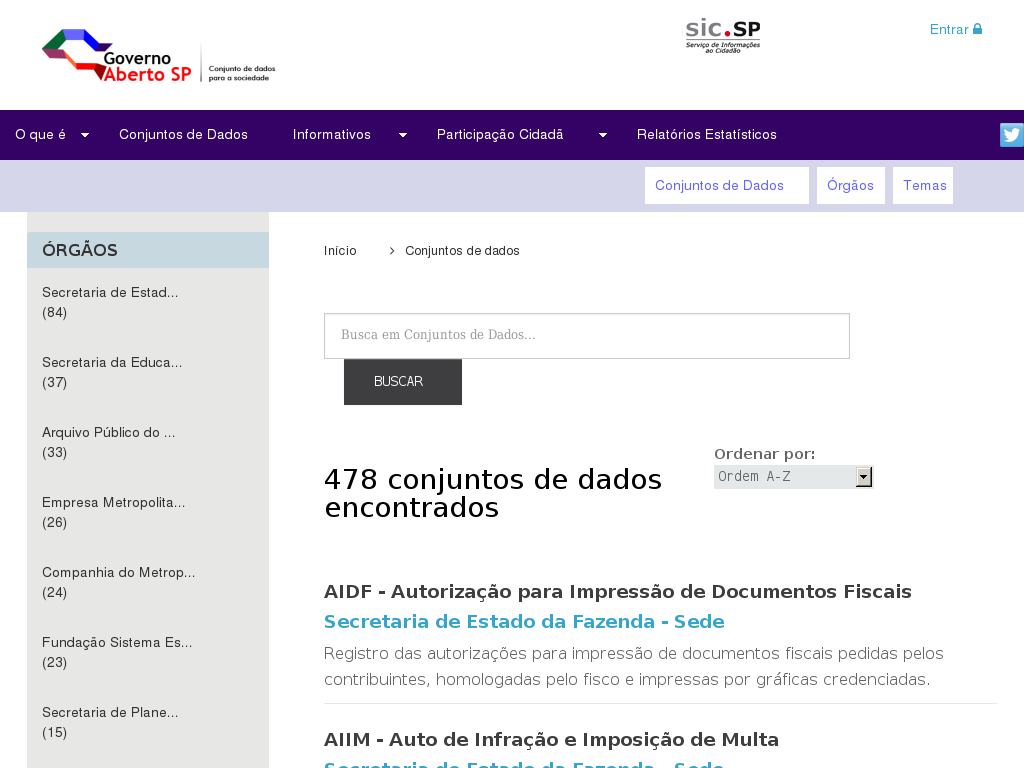 Governo
Aberto SP
Conjunto de dados
para a sociedade
sic.SP
Serviço de Informações
ao Cidadão
Entrar
O que é
Conjuntos de Dados
Informativos
Participação Cidadã
Relatórios Estatísticos
Conjuntos de Dados
Órgãos
Temas
ÓRGÃOS
Secretaria de Estad...
(84)
Secretaria da Educa...
(37)
Arquivo Público do ...
(33)
Empresa Metropolita...
(26)
Companhia do Metrop...
(24)
Fundação Sistema Es...
(23)
Secretaria de Plane...
(15)
Início
Conjuntos de dados
Busca em Conjuntos de Dados...
BUSCAR
478 conjuntos de dados
encontrados
Ordenar por:
Ordem A-Z
AIDF - Autorização para Impressão de Documentos Fiscais
Secretaria de Estado da Fazenda - Sede
Registro das autorizações para impressão de documentos fiscais pedidas pelos
contribuintes, homologadas pelo fisco e impressas por gráficas credenciadas.
AIIM - Auto de Infração e Imposição de Multa
Secretaria de Estado da Fazenda - Sede